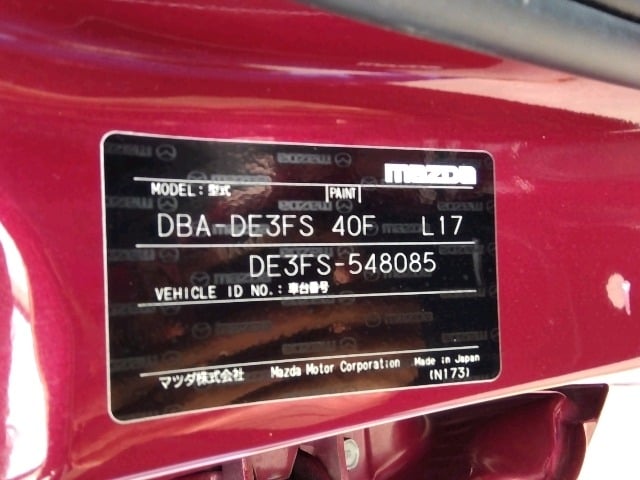 mazda
MODEL: 型式 PAINT
DBA-DE3FS 40F L17
DE3FS-548085
VEHICLE ID NO.: 車台番号
マツダ株式会社 Mazda Motor Corporation Made in Japan
(N173)